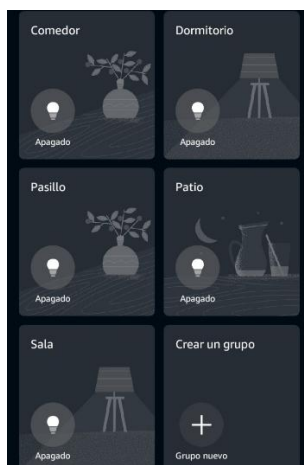 Comedor
Dormitorio
Apagado
Apagado
Pasillo
Patio
Apagado
Apagado
Sala
Crear un grupo
Apagado
Grupo nuevo